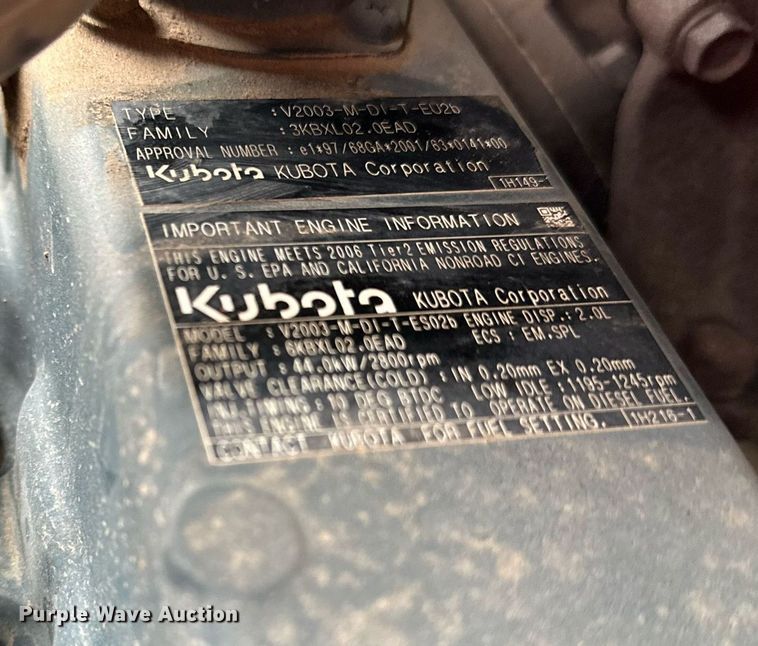 TYPE : V2003-M-DI-T-E02b
FAMILY : 3KBXL02.0EAD
APPROVAL NUMBER : e1*97/68GA*2001/63*0141*00
Kubota KUBOTA Corporation
1H149-
IMPORTANT ENGINE INFORMATION
THIS ENGINE MEETS 2006 Tier2 EMISSION REGULATIONS
FOR U. S. EPA AND CALIFORNIA NONROAD CI ENGINES.
Kubota KUBOTA Corporation
MODEL : V2003-M-DI-T-ES02b ENGINE DISP.: 2.0L
FAMILY : 6KBXL02.0EAD ECS : EM,SPL
OUTPUT : 44.0kW/2800rpm
VALVE CLEARANCE(COLD) : IN 0.20mm EX 0.20mm
INJ.TIMING : 10 DEG BTDC LOW IDLE : 1195-1245rpm
THIS ENGINE IS CERTIFIED TO OPERATE ON DIESEL FUEL.
CONTACT KUBOTA FOR FUEL SETTING. 1H216-1
Purple Wave Auction